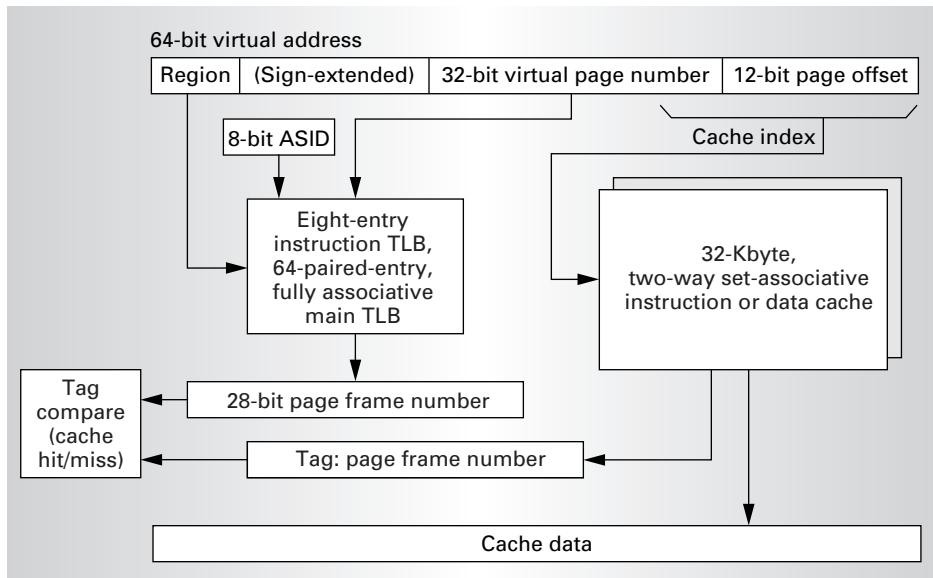 64-bit virtual address
Region (Sign-extended) 32-bit virtual page number 12-bit page offset
8-bit ASID
Cache index
Eight-entry
instruction TLB,
64-paired-entry,
fully associative
main TLB
32-Kbyte,
two-way set-associative
instruction or data cache
Tag
compare
(cache
hit/miss)
28-bit page frame number
Tag: page frame number
Cache data